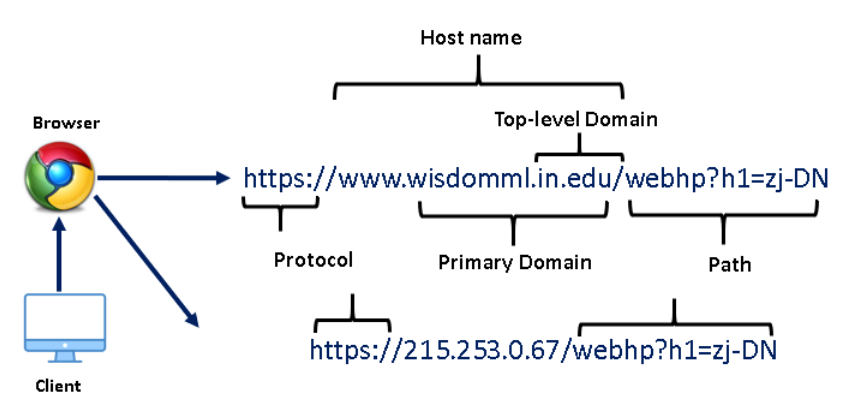 Host name
Browser
Top-level Domain
https://www.wisdomml.in.edu/webhp?h1=zj-DN
Protocol
Primary Domain
Path
https://215.253.0.67/webhp?h1=zj-DN
Client